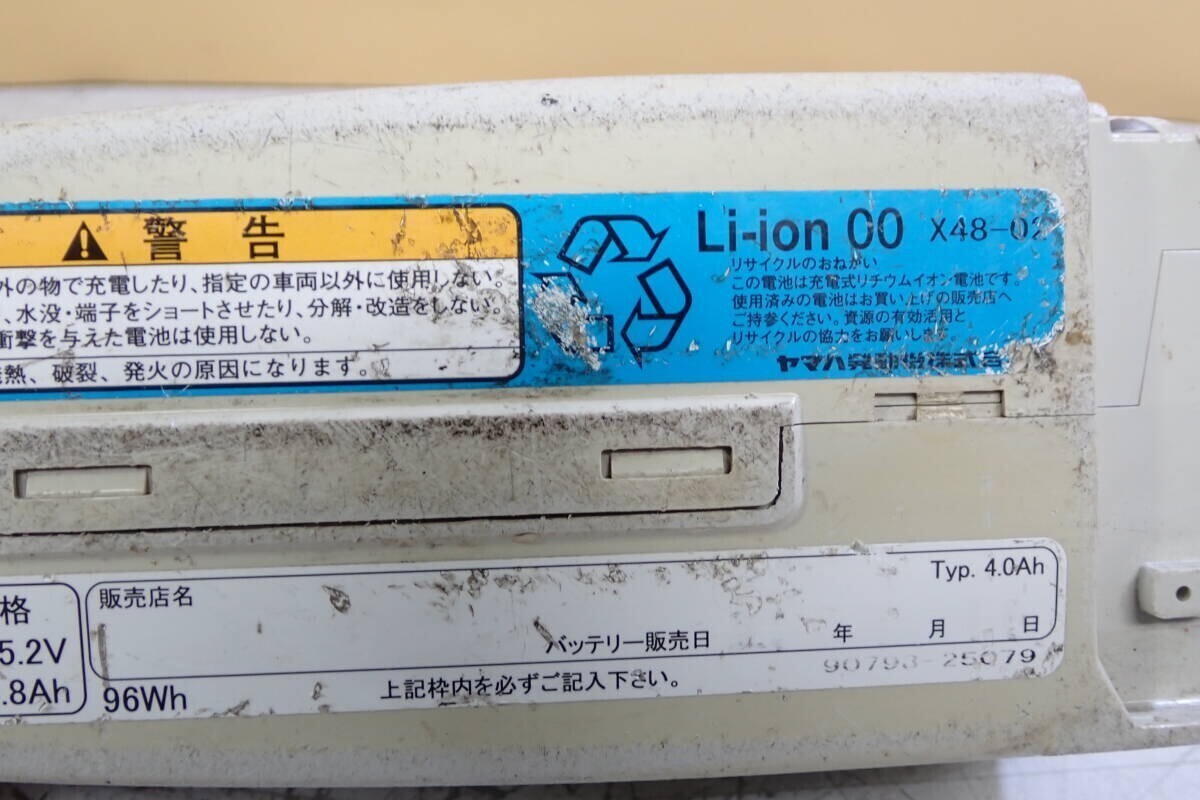 警告
外の物で充電したり、指定の車両以外に使用しない。
、水没・端子をショートさせたり、分解・改造をしない。
衝撃を与えた電池は使用しない。
熱、破裂、発火の原因になります。
Li-ion 00 X48-02
リサイクルのおねがい
この電池は充電式リチウムイオン電池です。
使用済みの電池はお買い上げの販売店へ
ご持参ください。資源の有効活用と
リサイクルの協力をお願いします。
ヤマハ発動機株式会
格
5.2V
.8Ah
販売店名
Typ. 4.0Ah
バッテリー販売日 年 月 日
96Wh
上記枠内を必ずご記入下さい。
90793-25079